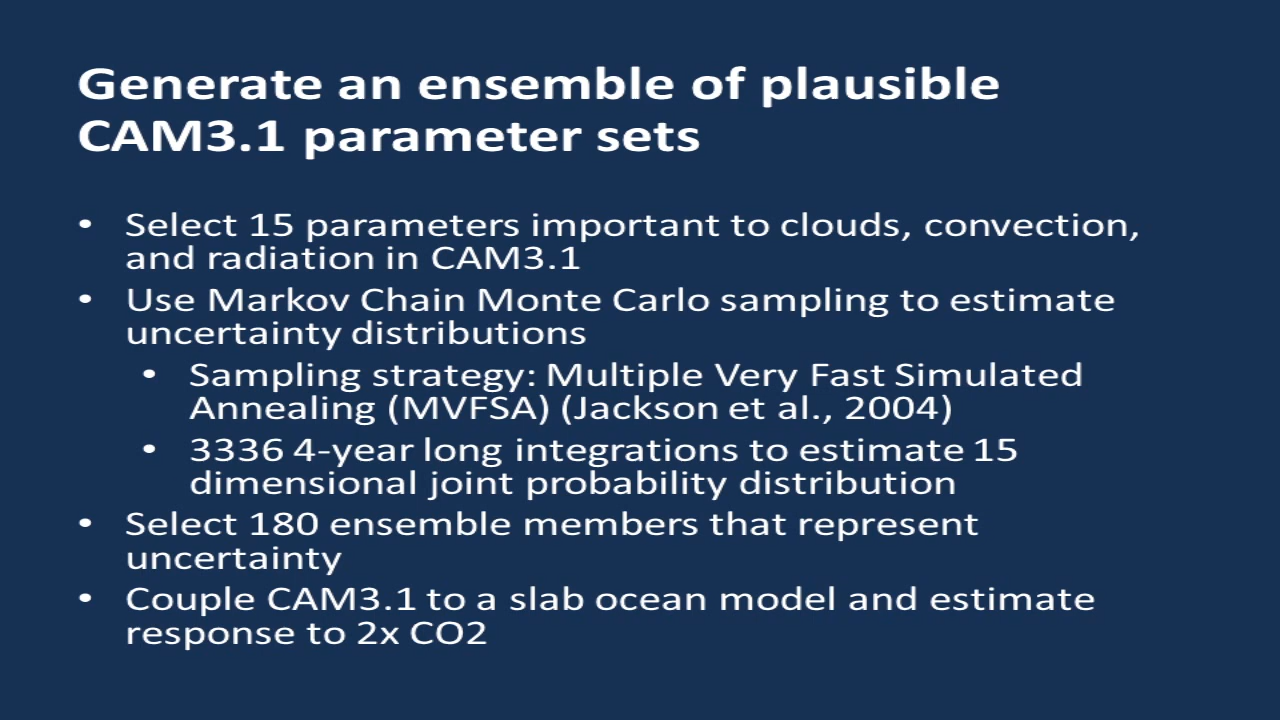 Generate an ensemble of plausible
CAM3.1 parameter sets
• Select 15 parameters important to clouds, convection,
and radiation in CAM3.1
• Use Markov Chain Monte Carlo sampling to estimate
uncertainty distributions
• Sampling strategy: Multiple Very Fast Simulated
Annealing (MVFSA) (Jackson et al., 2004)
• 3336 4-year long integrations to estimate 15
dimensional joint probability distribution
• Select 180 ensemble members that represent
uncertainty
• Couple CAM3.1 to a slab ocean model and estimate
response to 2x CO2